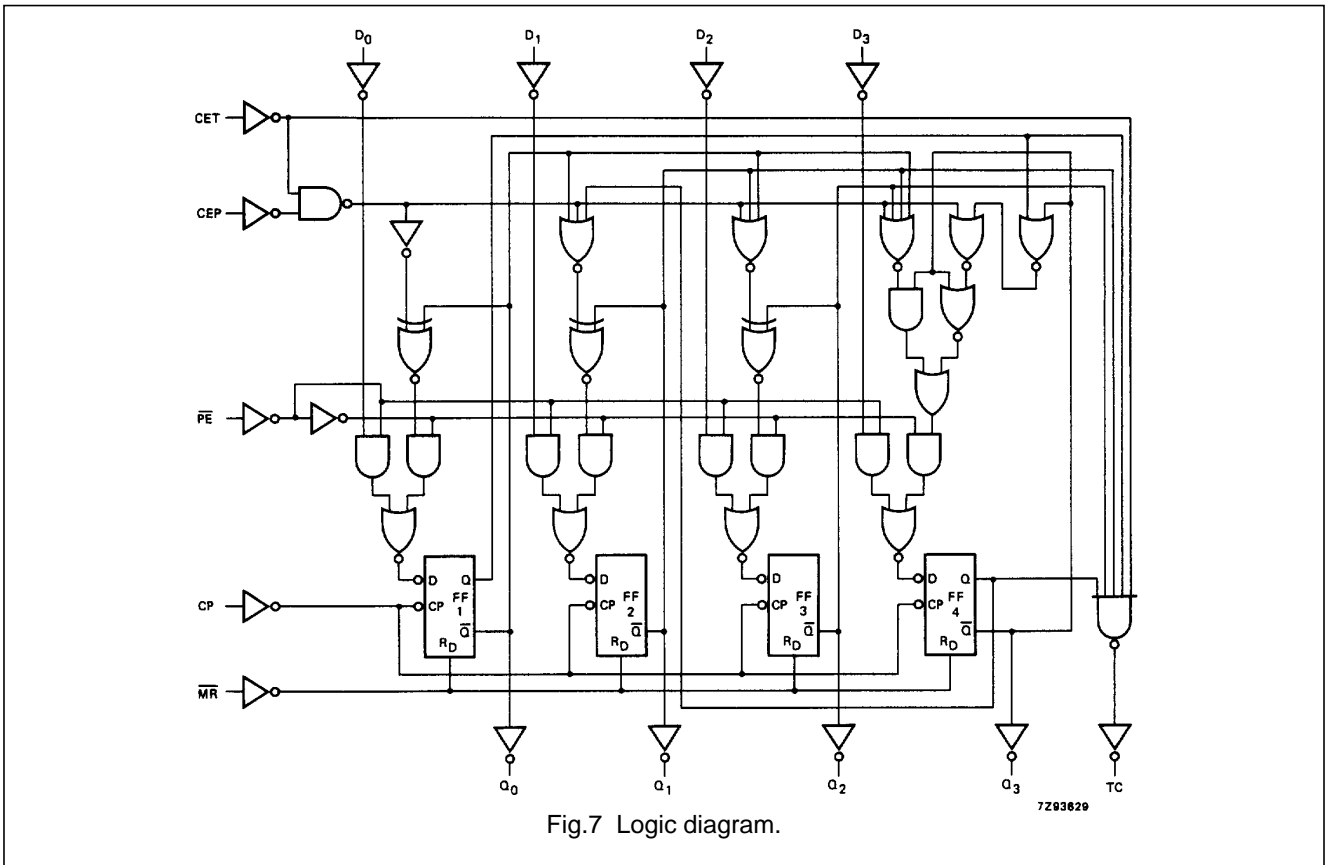 D0 D1 D2 D3
CET
CEP
PE
D Q D D D Q
CP CP FF 1 CP FF 2 CP FF 3 CP FF 4
Q Q Q Q
RD RD RD RD
MR
Q0 Q1 Q2 Q3 TC
7Z93629
Fig.7 Logic diagram.